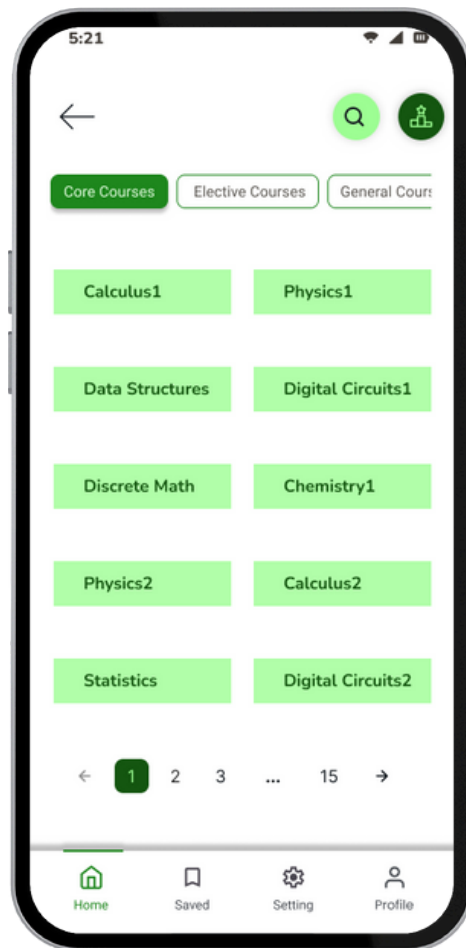 5:21
Core Courses Elective Courses General Cours
Calculus1 Physics1
Data Structures Digital Circuits1
Discrete Math Chemistry1
Physics2 Calculus2
Statistics Digital Circuits2
1 2 3 ... 15
Home Saved Setting Profile